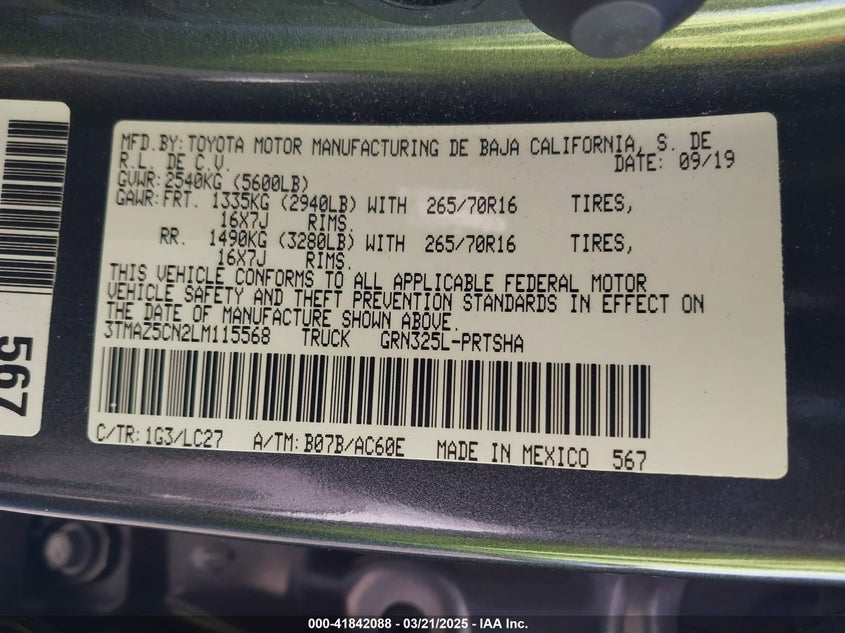 MFD.BY:TOYOTA MOTOR MANUFACTURING DE BAJA CALIFORNIA, S. DE
R.L. DE C.V. DATE: 09/19
GVWR:2540KG (5600LB)
GAWR:FRT. 1335KG (2940LB) WITH 265/70R16 TIRES,
16X7J RIMS.
RR. 1490KG (3280LB) WITH 265/70R16 TIRES,
16X7J RIMS.
THIS VEHICLE CONFORMS TO ALL APPLICABLE FEDERAL MOTOR
VEHICLE SAFETY AND THEFT PREVENTION STANDARDS IN EFFECT ON
THE DATE OF MANUFACTURE SHOWN ABOVE.
3TMAZ5CN2LM115568 TRUCK GRN325L-PRTSHA
C/TR:1G3/LC27 A/TM:B07B/AC60E MADE IN MEXICO 567
567
000-41842088 - 03/21/2025 - IAA Inc.